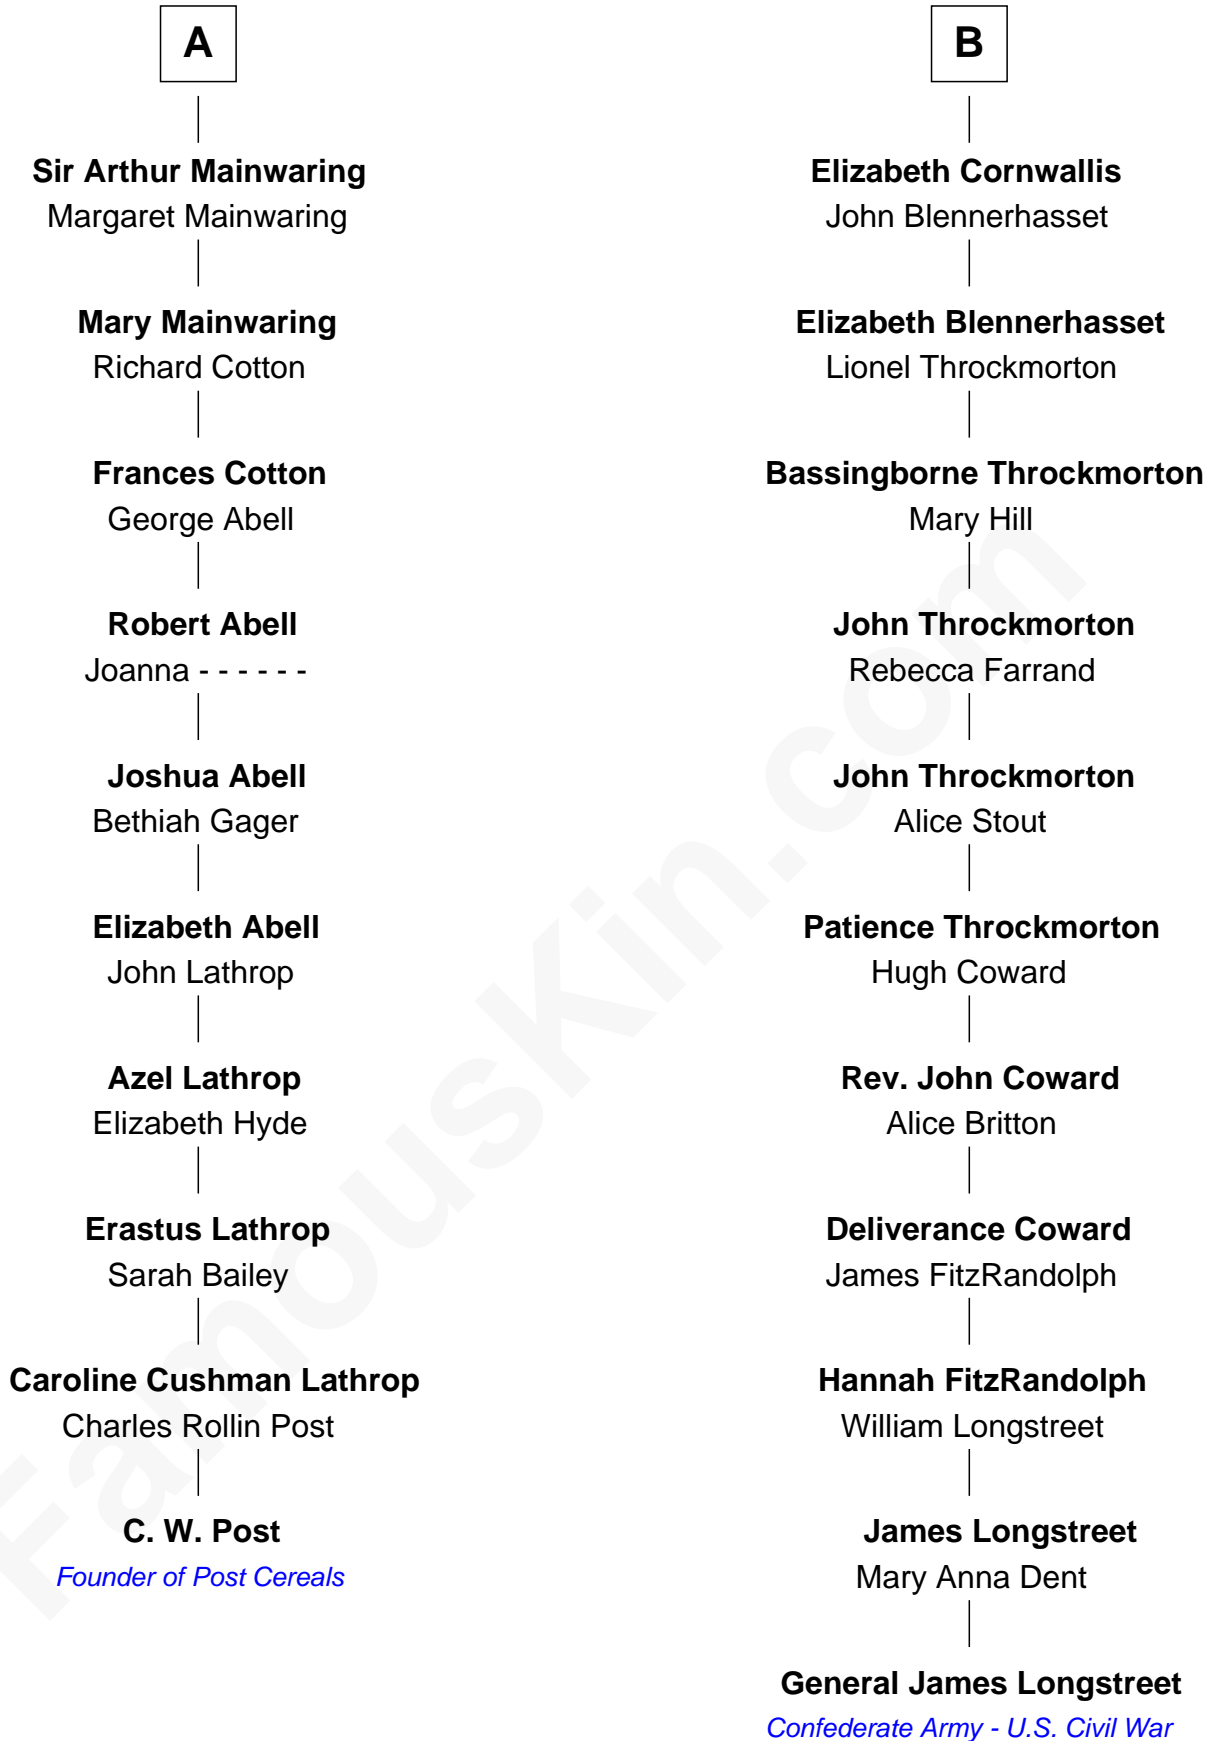 A
Sir Arthur Mainwaring
Margaret Mainwaring
Mary Mainwaring
Richard Cotton
Frances Cotton
George Abell
Robert Abell
Joanna - - - - - -
Joshua Abell
Bethiah Gager
Elizabeth Abell
John Lathrop
Azel Lathrop
Elizabeth Hyde
Erastus Lathrop
Sarah Bailey
Caroline Cushman Lathrop
Charles Rollin Post
C. W. Post
Founder of Post Cereals
B
Elizabeth Cornwallis
John Blennerhasset
Elizabeth Blennerhasset
Lionel Throckmorton
Bassingborne Throckmorton
Mary Hill
John Throckmorton
Rebecca Farrand
John Throckmorton
Alice Stout
Patience Throckmorton
Hugh Coward
Rev. John Coward
Alice Britton
Deliverance Coward
James FitzRandolph
Hannah FitzRandolph
William Longstreet
James Longstreet
Mary Anna Dent
General James Longstreet
Confederate Army - U.S. Civil War
FamousKin.com